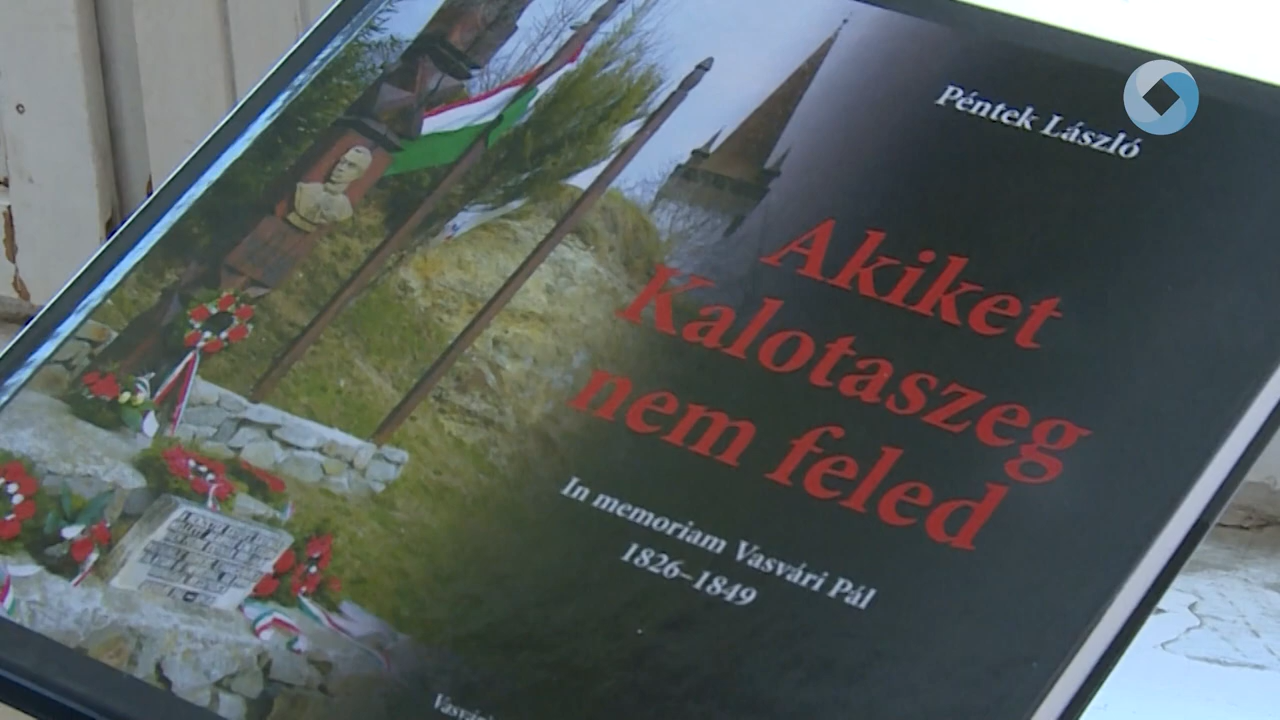 Péntek László
Akiket
Kalotaszeg
nem feled
In memoriam Vasvári Pál
1826–1849